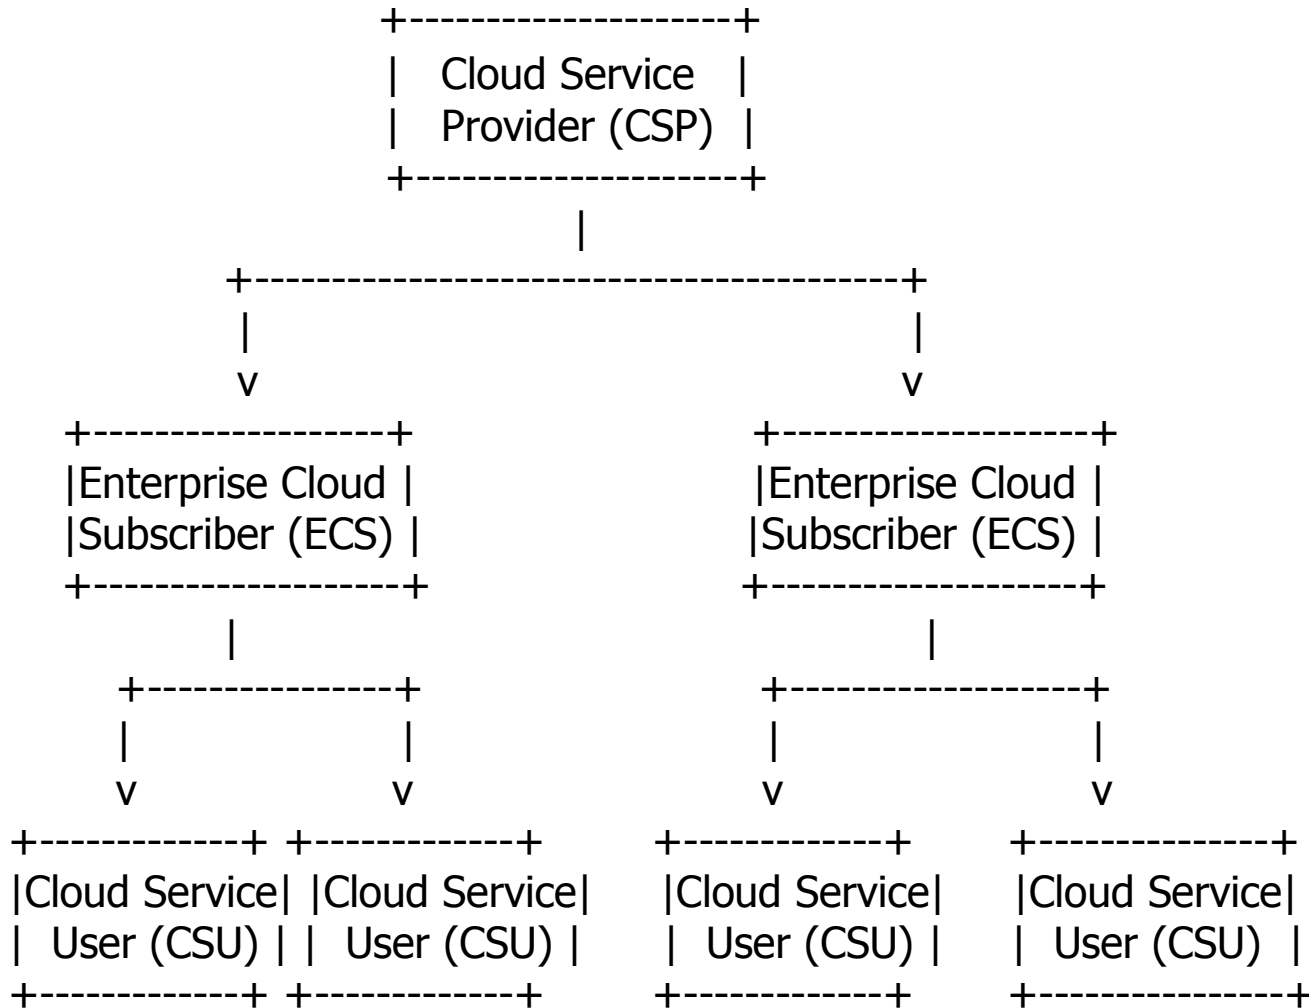 +---------------------+
| Cloud Service |
| Provider (CSP) |
+---------------------+
|
+------------------------------------------+
| |
v v
+-------------------+ +-------------------+
|Enterprise Cloud | |Enterprise Cloud |
|Subscriber (ECS) | |Subscriber (ECS) |
+--------------------+ +--------------------+
| |
+----------------+ +-------------------+
| | | |
v v v v
+-------------+ +-------------+ +-------------+ +---------------+
|Cloud Service| |Cloud Service| |Cloud Service| |Cloud Service|
| User (CSU) | | User (CSU) | | User (CSU) | | User (CSU) |
+-------------+ +-------------+ +-------------+ +----------------+